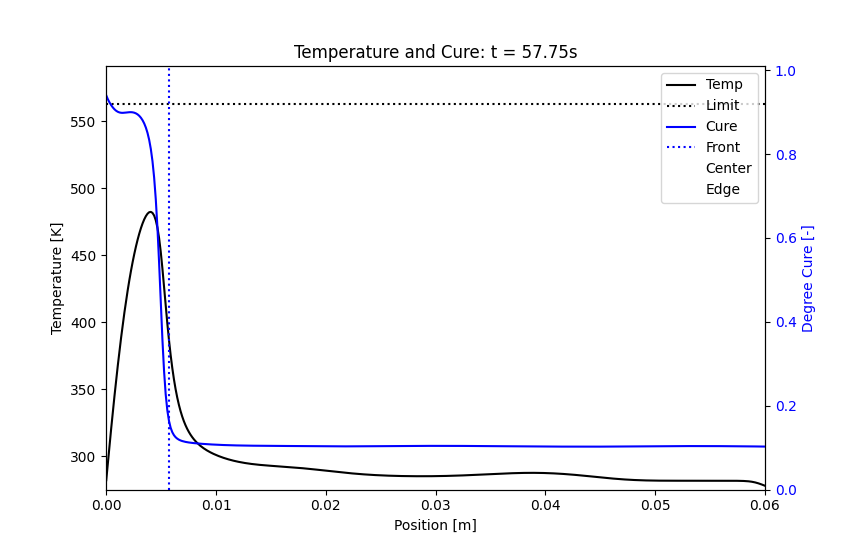 Temperature and Cure: t = 57.75s
Temperature [K]
550
500
450
400
350
300
0.00
0.01
0.02
0.03
0.04
0.05
0.06
Position [m]
1.0
0.8
0.6
0.4
0.2
0.0
Degree Cure [-]
Temp
Limit
Cure
Front
Center
Edge